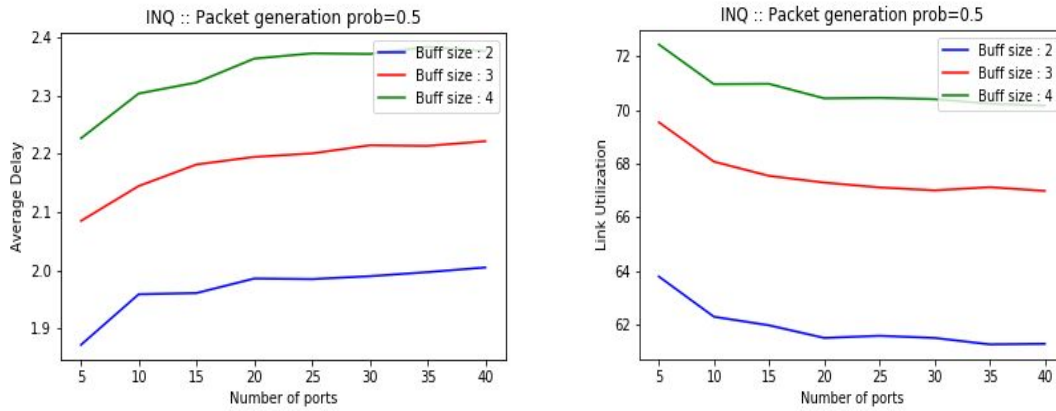 INQ :: Packet generation prob=0.5
2.4
2.3
2.2
2.1
2.0
1.9
Average Delay
Buff size : 2
Buff size : 3
Buff size : 4
5 10 15 20 25 30 35 40
Number of ports
INQ :: Packet generation prob=0.5
72
70
68
66
64
62
Link Utilization
Buff size : 2
Buff size : 3
Buff size : 4
5 10 15 20 25 30 35 40
Number of ports